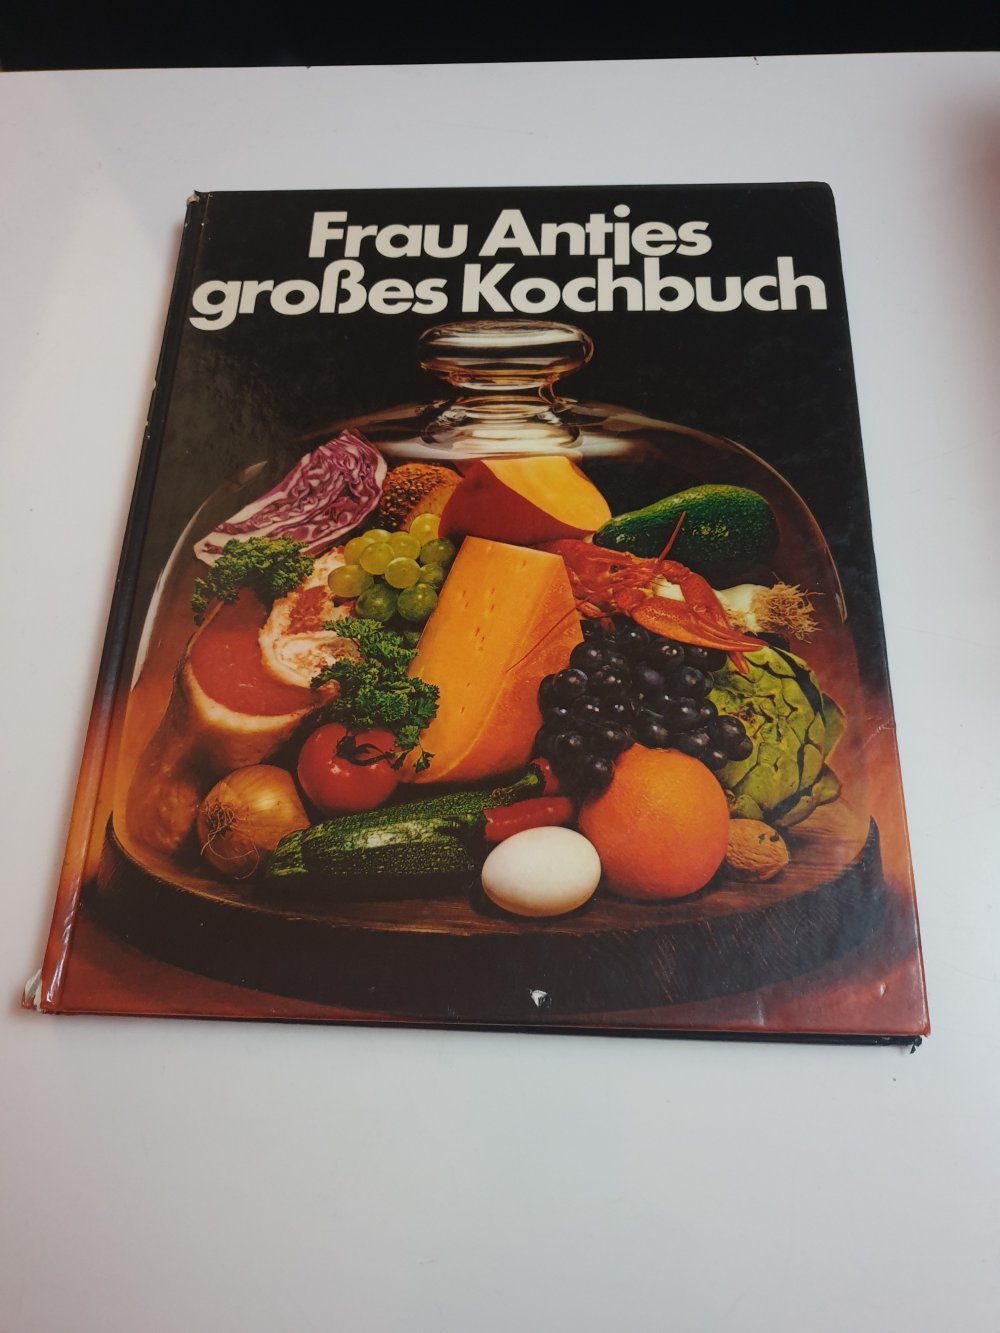 Frau Antjes
großes Kochbuch